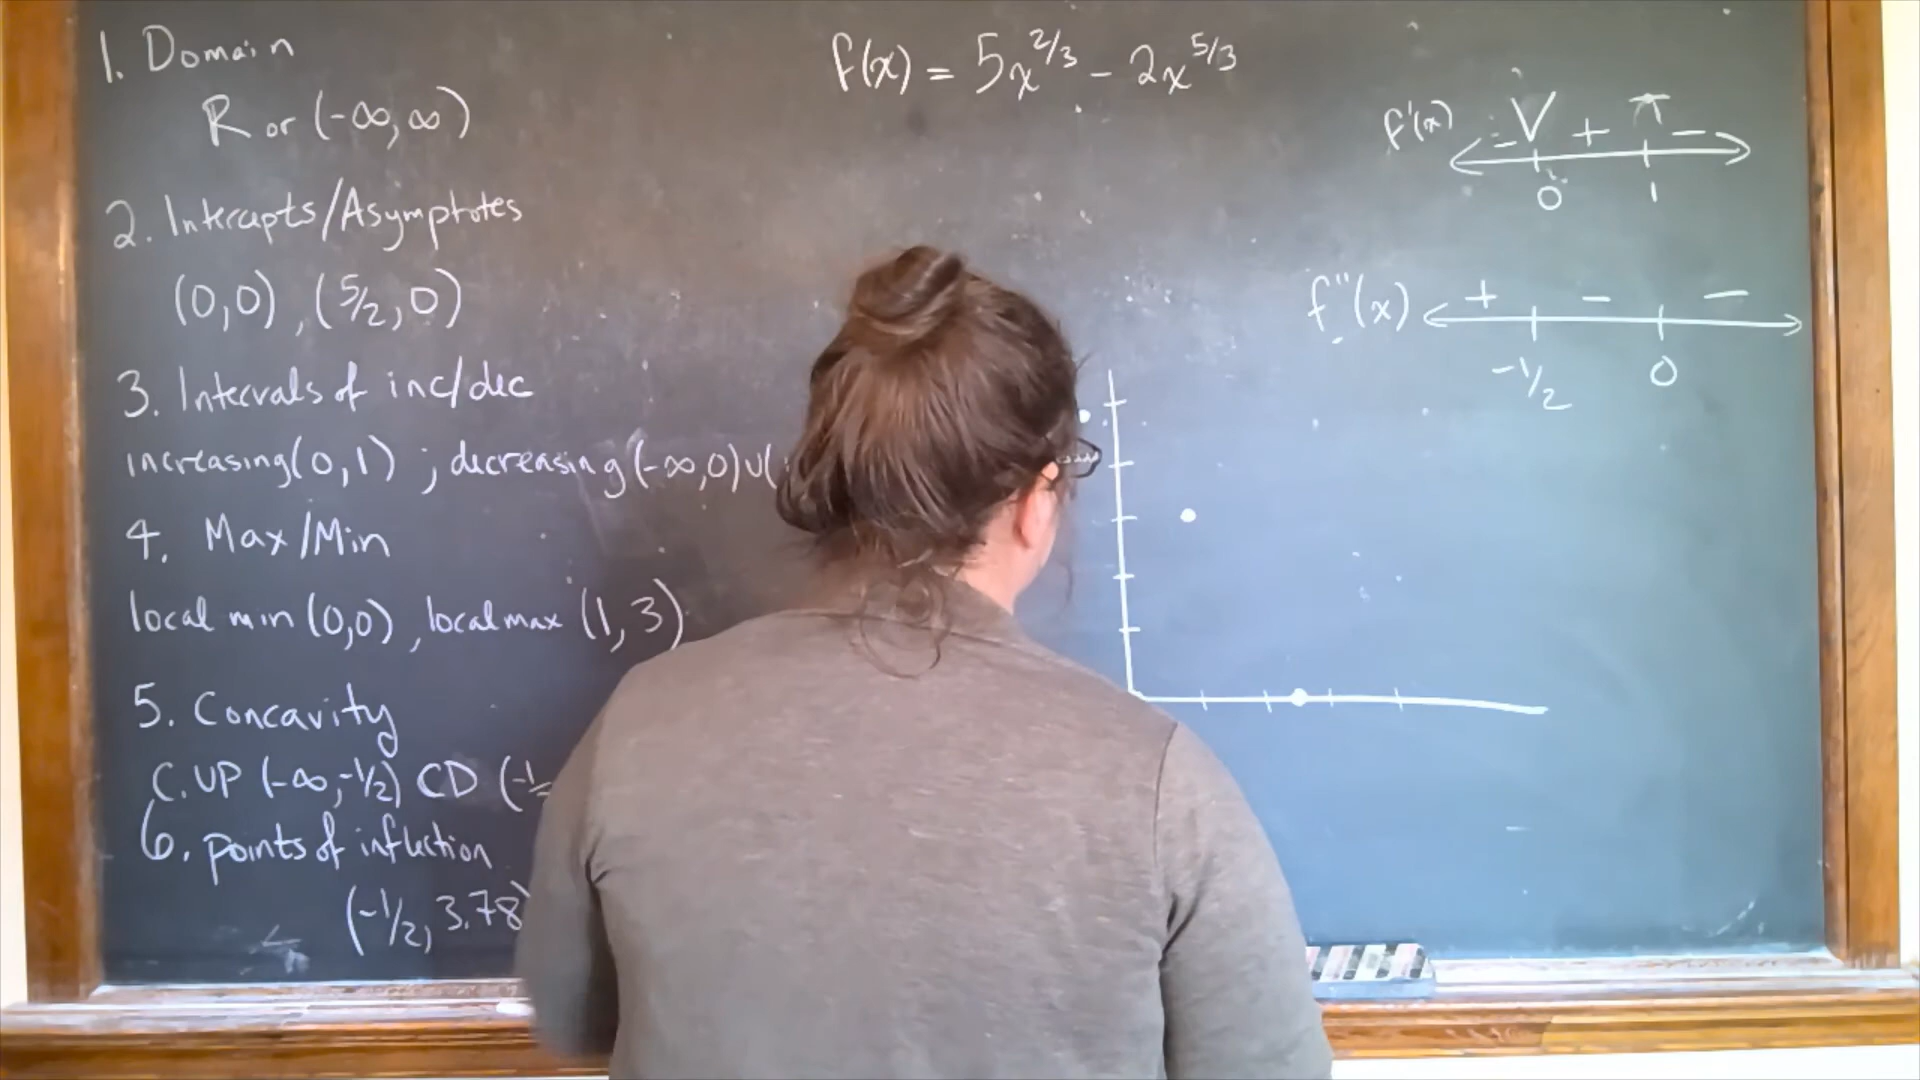 1. Domain
R or (-∞,∞)
2. Intercepts/Asymptotes
(0,0), (5/2,0)
3. Intervals of inc/dec
increasing(0,1) ; decreasing(-∞,0)∪(
4. Max/Min
local min (0,0), local max (1,3)
5. Concavity
C.UP (-∞,-1/2) CD (-1/
6. points of inflection
(-1/2, 3.78)
f(x) = 5x^2/3 - 2x^5/3
f'(x) - + -
0 1
f''(x) + - -
-1/2 0